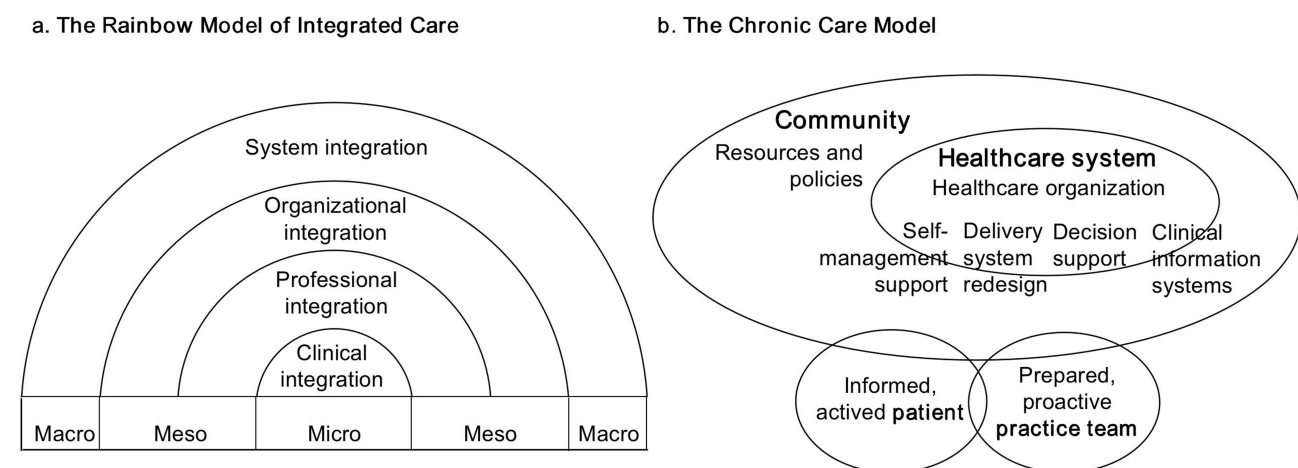 a. The Rainbow Model of Integrated Care
System integration
Organizational
integration
Professional
integration
Clinical
integration
Macro
Meso
Micro
Meso
Macro
b. The Chronic Care Model
Community
Resources and
policies
Healthcare system
Healthcare organization
Self-
management
support
Delivery
system
redesign
Decision
support
Clinical
information
systems
Informed,
actived patient
Prepared,
proactive
practice team